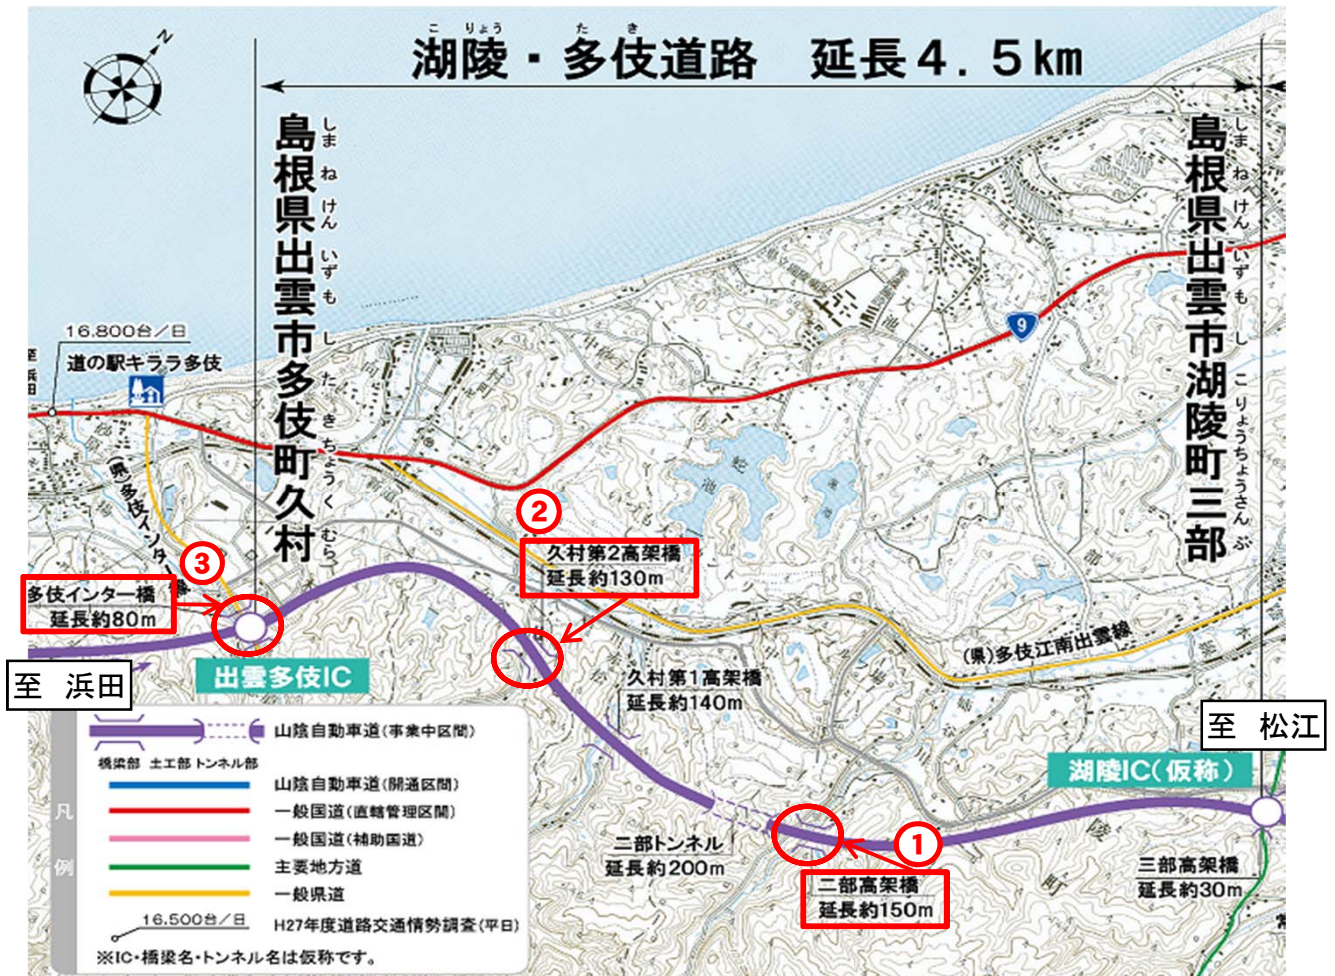 N
こ りょう た き
湖陵・多伎道路 延長4.5km
島根県出雲市多伎町久村
しまねけんいずもしたきちょうくむら
島根県出雲市湖陵町三部
しまねけんいずもしこりょうちょうさんぶ
16.800台/日
至浜田
道の駅キララ多伎
9
(県)多伎インター線
蛇池
②
久村第2高架橋
延長約130m
③
多伎インター橋
延長約80m
出雲多伎IC
至 浜田
(県)多伎江南出雲線
久村第1高架橋
延長約140m
至 松江
湖陵IC(仮称)
二部トンネル
延長約200m
①
二部高架橋
延長約150m
三部高架橋
延長約30m
陵
町
凡例
山陰自動車道(事業中区間)
橋梁部 土工部 トンネル部
山陰自動車道(開通区間)
一般国道(直轄管理区間)
一般国道(補助国道)
主要地方道
一般県道
16.500台/日
H27年度道路交通情勢調査(平日)
※IC・橋梁名・トンネル名は仮称です。